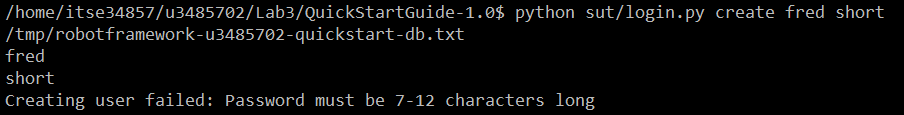 /home/itse34857/u3485702/Lab3/QuickStartGuide-1.0$ python sut/login.py create fred short
/tmp/robotframework-u3485702-quickstart-db.txt
fred
short
Creating user failed: Password must be 7-12 characters long